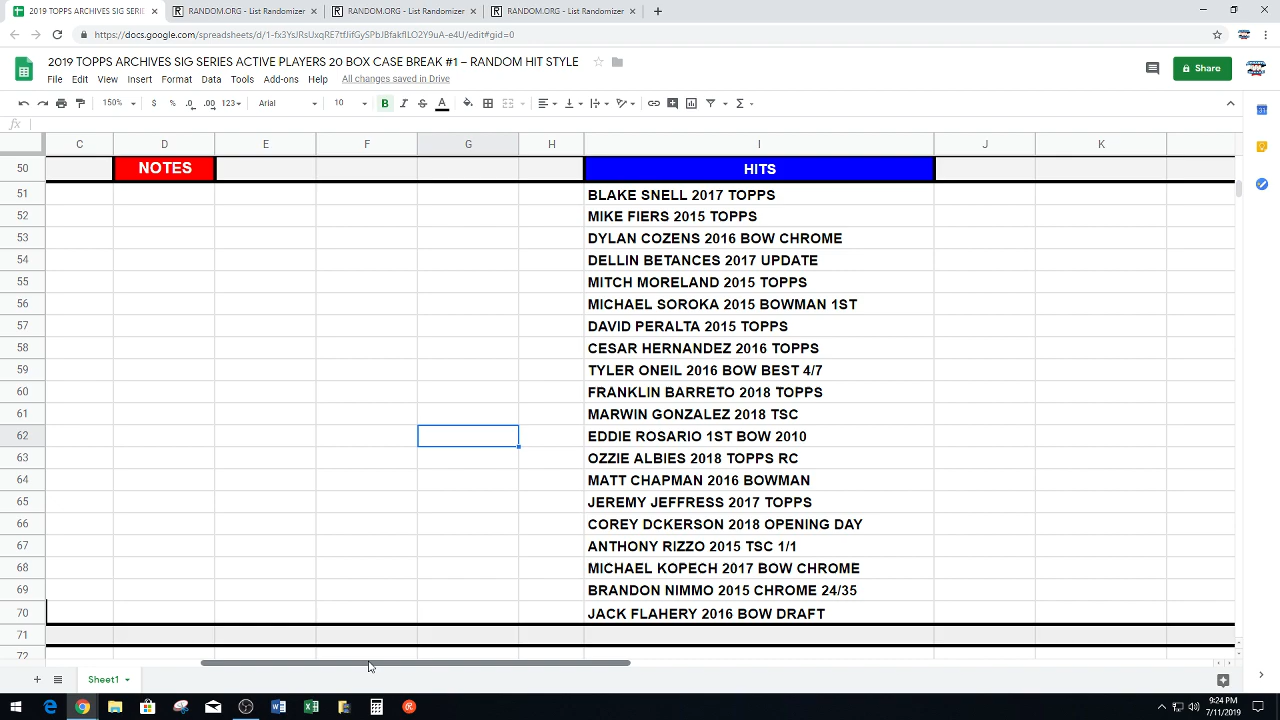 2019 TOPPS ARCHIVES SIG SERIE
RANDOM.ORG - List Randomizer
RANDOM.ORG - List Randomizer
RANDOM.ORG - List Randomizer
https://docs.google.com/spreadsheets/d/1-fx3YsJRsUxqRE7tfJifGySPbJBfakflLO2Y9uA-e4U/edit#gid=0
2019 TOPPS ARCHIVES SIG SERIES ACTIVE PLAYERS 20 BOX CASE BREAK #1 – RANDOM HIT STYLE
File Edit View Insert Format Data Tools Add-ons Help All changes saved in Drive
Share
150% $ % .0 .00 123 Arial 10 B I S A
fx
C D E F G H I J K
50 NOTES HITS
51 BLAKE SNELL 2017 TOPPS
52 MIKE FIERS 2015 TOPPS
53 DYLAN COZENS 2016 BOW CHROME
54 DELLIN BETANCES 2017 UPDATE
55 MITCH MORELAND 2015 TOPPS
56 MICHAEL SOROKA 2015 BOWMAN 1ST
57 DAVID PERALTA 2015 TOPPS
58 CESAR HERNANDEZ 2016 TOPPS
59 TYLER ONEIL 2016 BOW BEST 4/7
60 FRANKLIN BARRETO 2018 TOPPS
61 MARWIN GONZALEZ 2018 TSC
62 EDDIE ROSARIO 1ST BOW 2010
63 OZZIE ALBIES 2018 TOPPS RC
64 MATT CHAPMAN 2016 BOWMAN
65 JEREMY JEFFRESS 2017 TOPPS
66 COREY DCKERSON 2018 OPENING DAY
67 ANTHONY RIZZO 2015 TSC 1/1
68 MICHAEL KOPECH 2017 BOW CHROME
69 BRANDON NIMMO 2015 CHROME 24/35
70 JACK FLAHERY 2016 BOW DRAFT
71
72
Sheet1
9:24 PM
7/11/2019